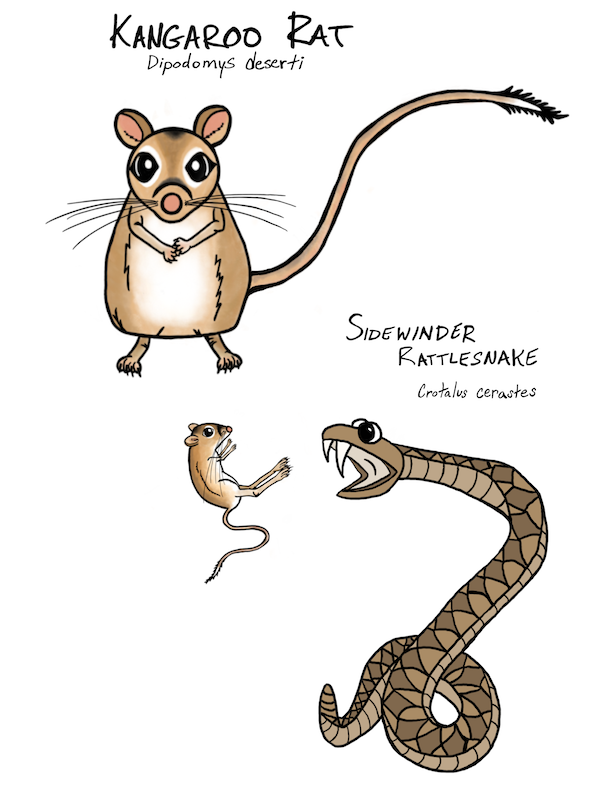 KANGAROO RAT
Dipodomys deserti
SIDEWINDER
RATTLESNAKE
Crotalus cerastes